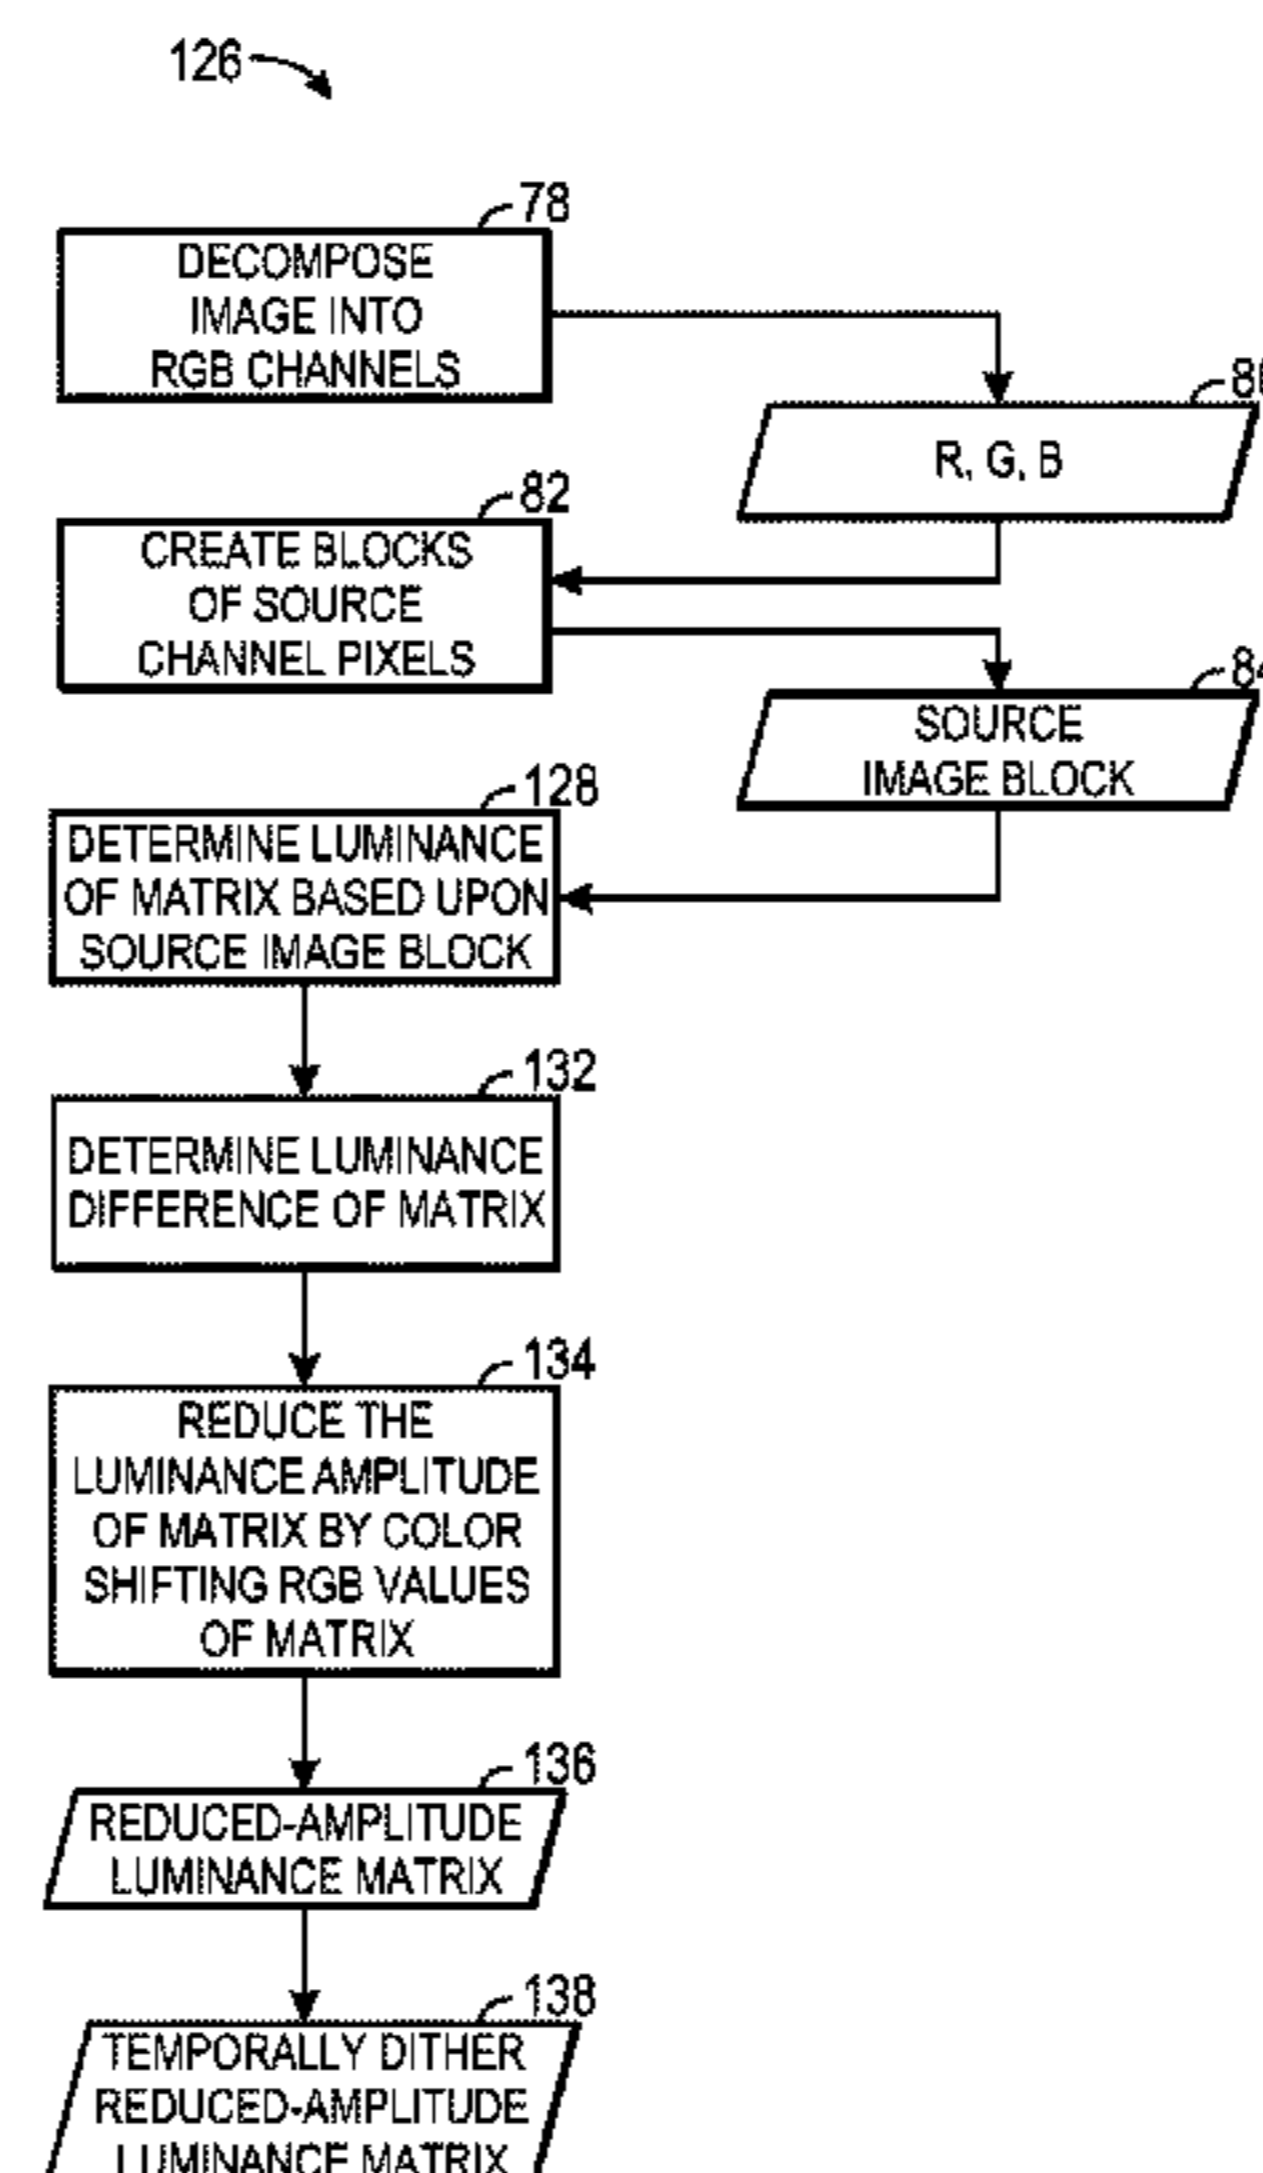 126
78
DECOMPOSE
IMAGE INTO
RGB CHANNELS
R, G, B
82
CREATE BLOCKS
OF SOURCE
CHANNEL PIXELS
84
SOURCE
IMAGE BLOCK
128
DETERMINE LUMINANCE
OF MATRIX BASED UPON
SOURCE IMAGE BLOCK
132
DETERMINE LUMINANCE
DIFFERENCE OF MATRIX
134
REDUCE THE
LUMINANCE AMPLITUDE
OF MATRIX BY COLOR
SHIFTING RGB VALUES
OF MATRIX
136
REDUCED-AMPLITUDE
LUMINANCE MATRIX
138
TEMPORALLY DITHER
REDUCED-AMPLITUDE
LUMINANCE MATRIX